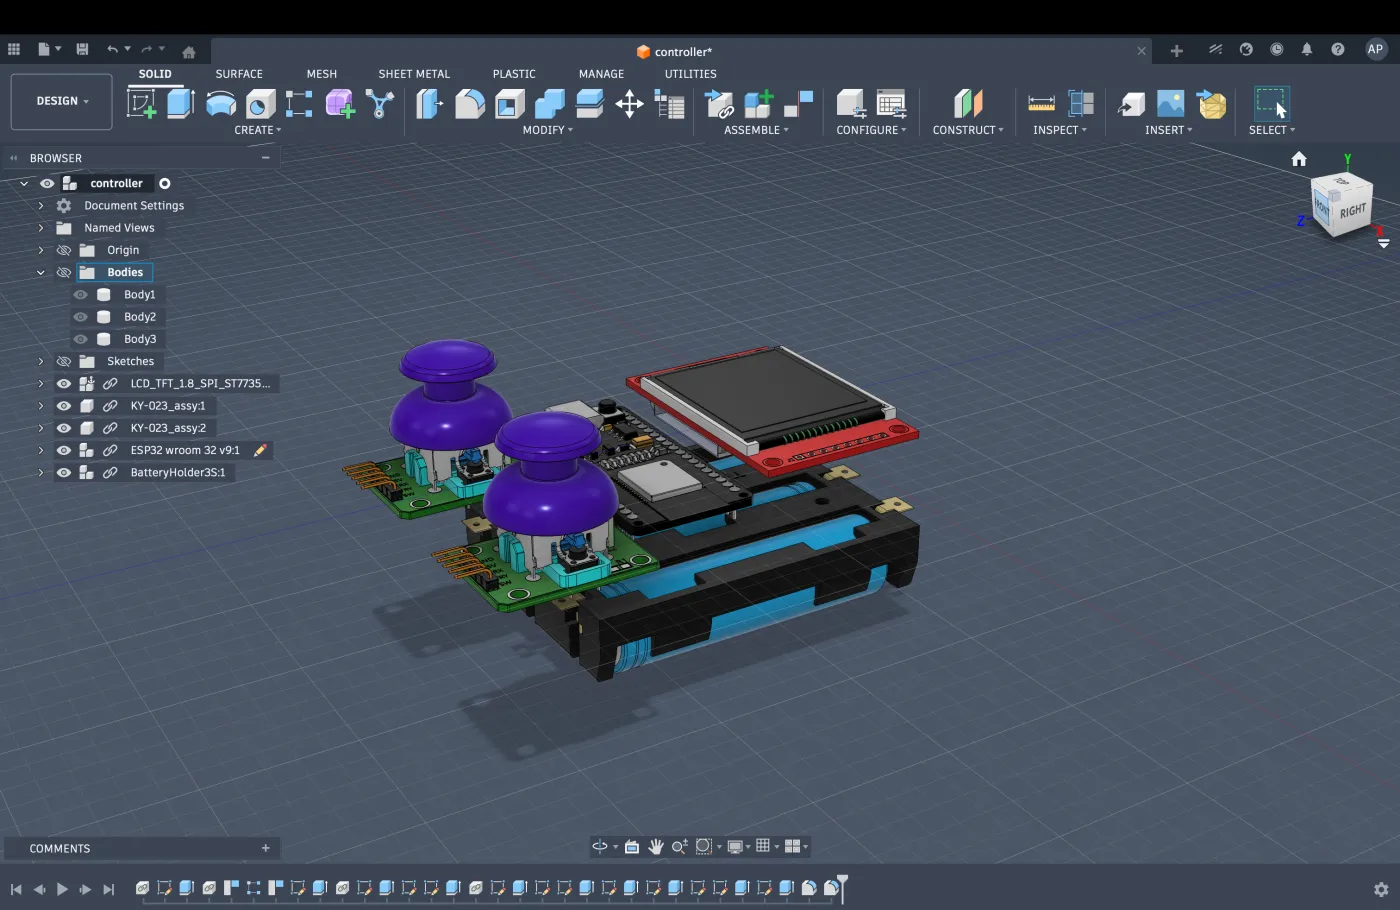 controller*
AP
DESIGN
SOLID
SURFACE
MESH
SHEET METAL
PLASTIC
MANAGE
UTILITIES
CREATE
MODIFY
ASSEMBLE
CONFIGURE
CONSTRUCT
INSPECT
INSERT
SELECT
BROWSER
controller
Document Settings
Named Views
Origin
Bodies
Body1
Body2
Body3
Sketches
LCD_TFT_1.8_SPI_ST7735...
KY-023_assy:1
KY-023_assy:2
ESP32 wroom 32 v9:1
BatteryHolder3S:1
Y
TOP
FRONT
RIGHT
Z
X
COMMENTS